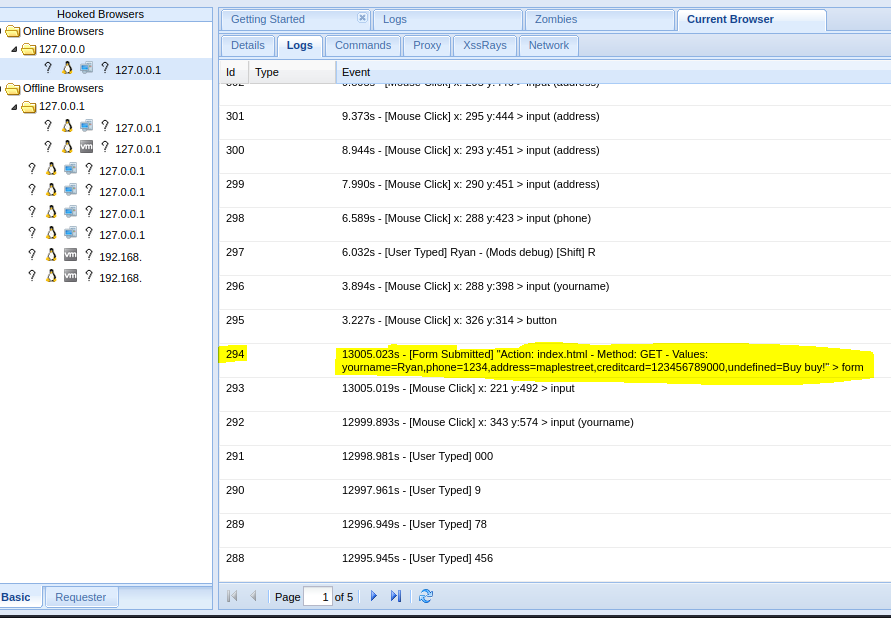 Hooked Browsers
Online Browsers
127.0.0.0
? ? 127.0.0.1
Offline Browsers
127.0.0.1
? ? 127.0.0.1
? vm ? 127.0.0.1
? ? 127.0.0.1
? ? 127.0.0.1
? ? 127.0.0.1
? ? 127.0.0.1
? vm ? 192.168.
? vm ? 192.168.
Basic Requester
Getting Started Logs Zombies Current Browser
Details Logs Commands Proxy XssRays Network
Id Type Event
301 9.373s - [Mouse Click] x: 295 y:444 > input (address)
300 8.944s - [Mouse Click] x: 293 y:451 > input (address)
299 7.990s - [Mouse Click] x: 290 y:451 > input (address)
298 6.589s - [Mouse Click] x: 288 y:423 > input (phone)
297 6.032s - [User Typed] Ryan - (Mods debug) [Shift] R
296 3.894s - [Mouse Click] x: 288 y:398 > input (yourname)
295 3.227s - [Mouse Click] x: 326 y:314 > button
294 13005.023s - [Form Submitted] "Action: index.html - Method: GET - Values:
yourname=Ryan,phone=1234,address=maplestreet,creditcard=123456789000,undefined=Buy buy!" > form
293 13005.019s - [Mouse Click] x: 221 y:492 > input
292 12999.893s - [Mouse Click] x: 343 y:574 > input (yourname)
291 12998.981s - [User Typed] 000
290 12997.961s - [User Typed] 9
289 12996.949s - [User Typed] 78
288 12995.945s - [User Typed] 456
Page 1 of 5